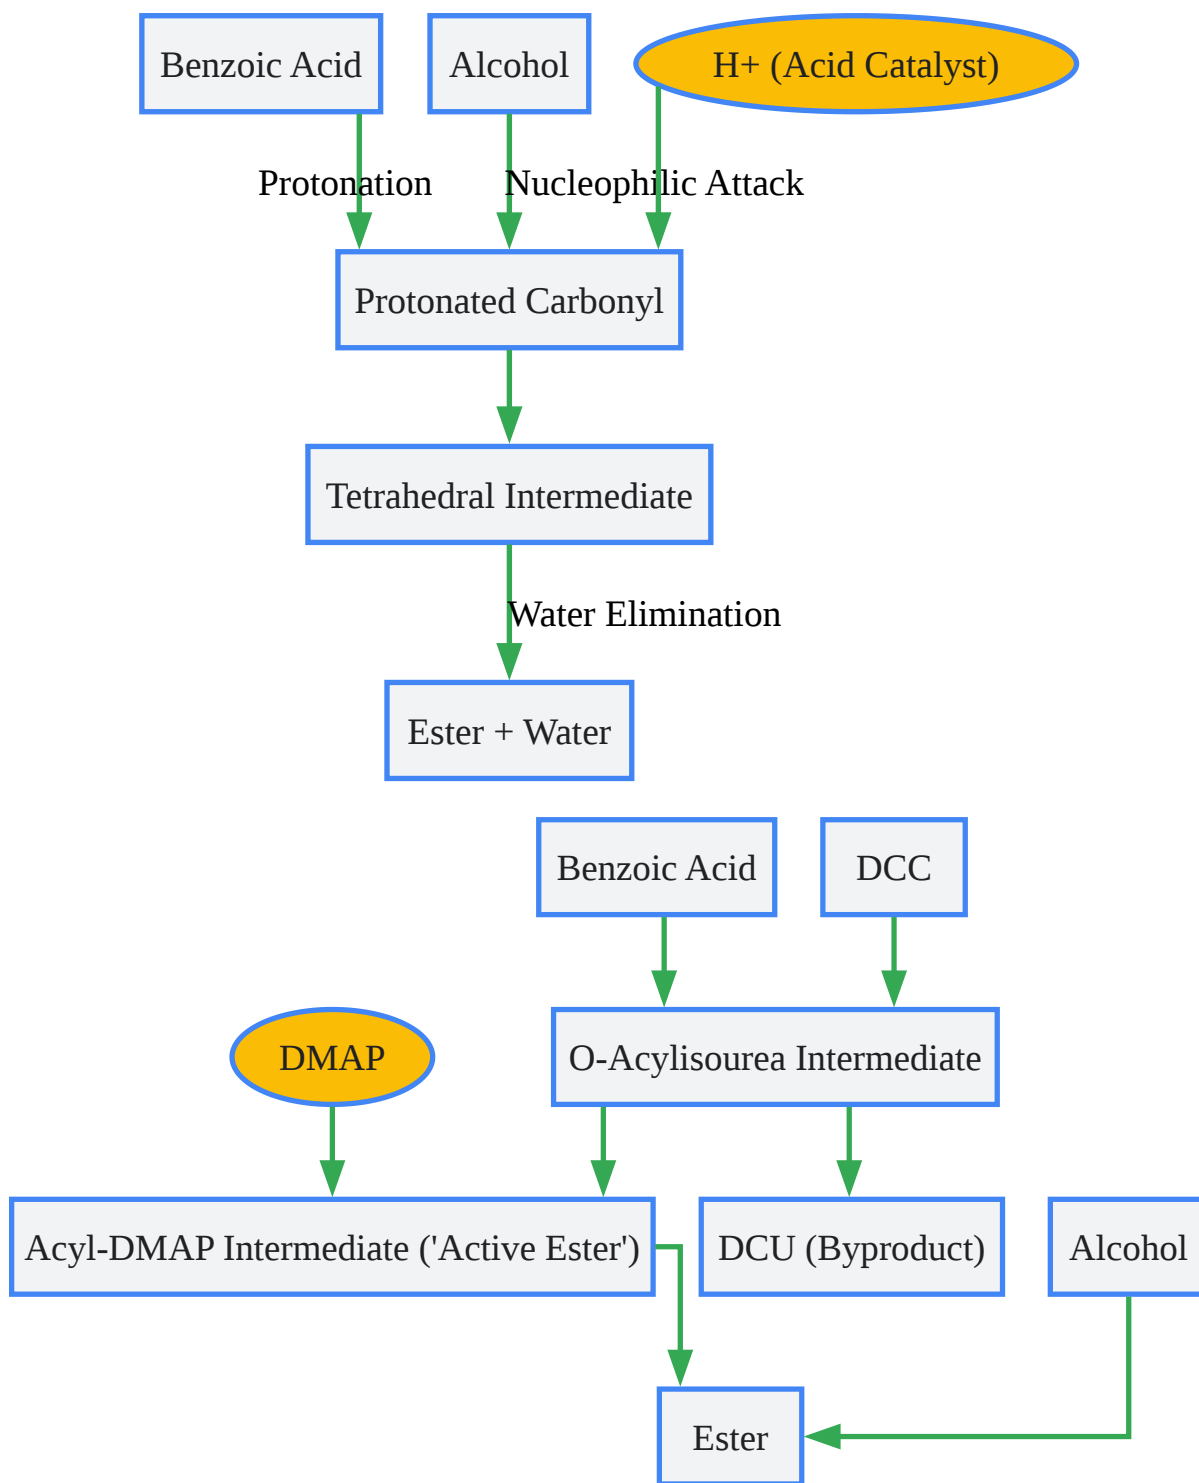 Benzoic Acid
Alcohol
H+ (Acid Catalyst)
Protonation
Nucleophilic Attack
Protonated Carbonyl
Tetrahedral Intermediate
Water Elimination
Ester + Water
Benzoic Acid
DCC
DMAP
O-Acylisourea Intermediate
Acyl-DMAP Intermediate ('Active Ester')
DCU (Byproduct)
Alcohol
Ester